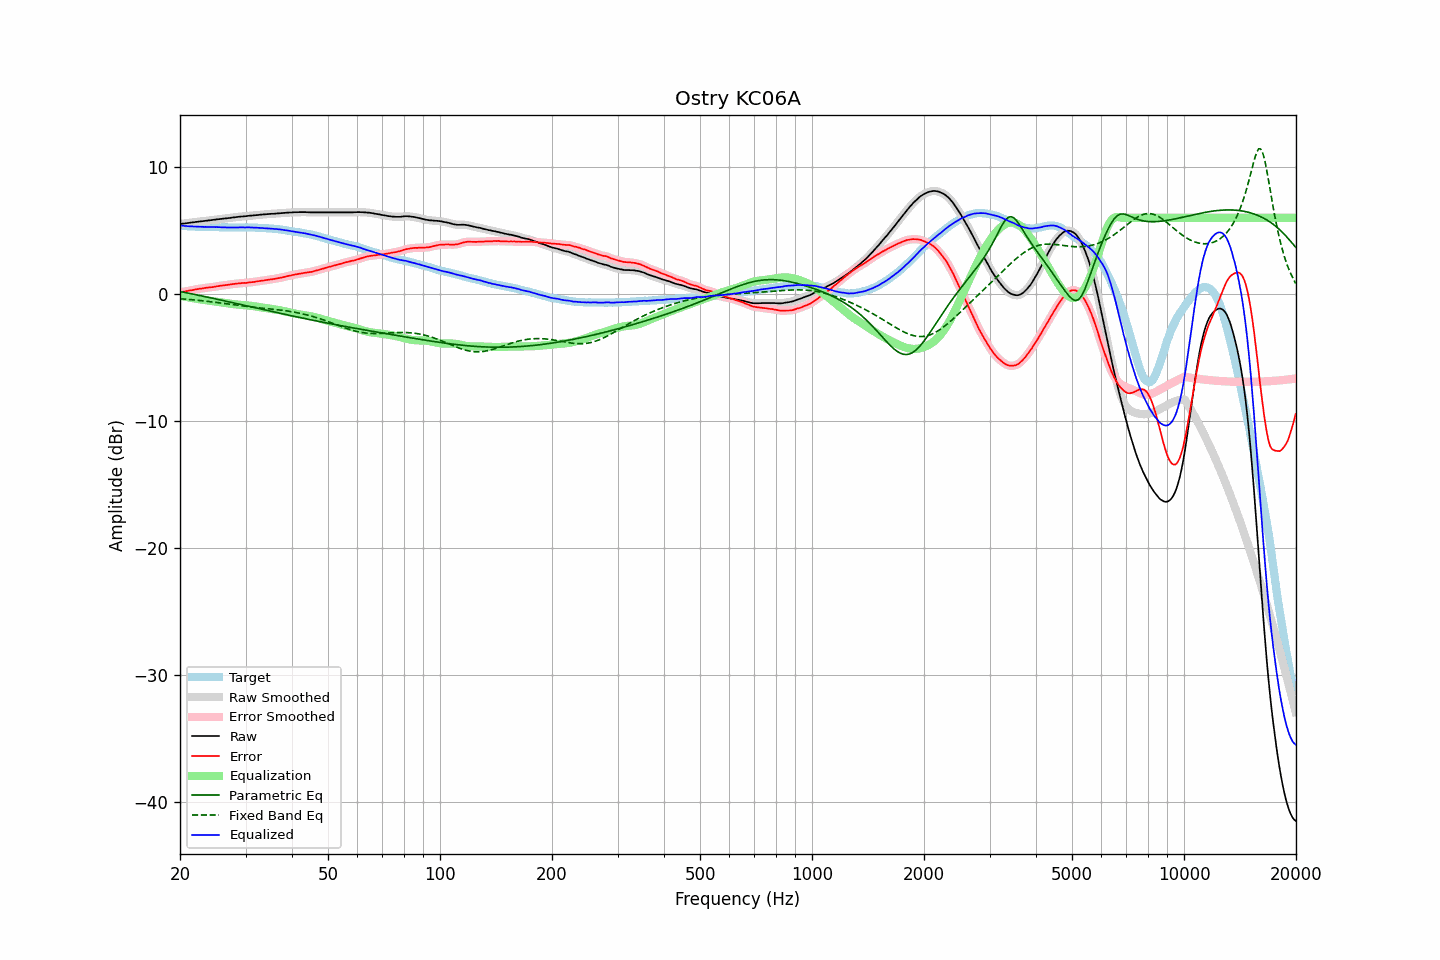 Ostry KC06A
Amplitude (dBr)
10
0
−10
−20
−30
−40
Target
Raw Smoothed
Error Smoothed
Raw
Error
Equalization
Parametric Eq
Fixed Band Eq
Equalized
20 50 100 200 500 1000 2000 5000 10000 20000
Frequency (Hz)